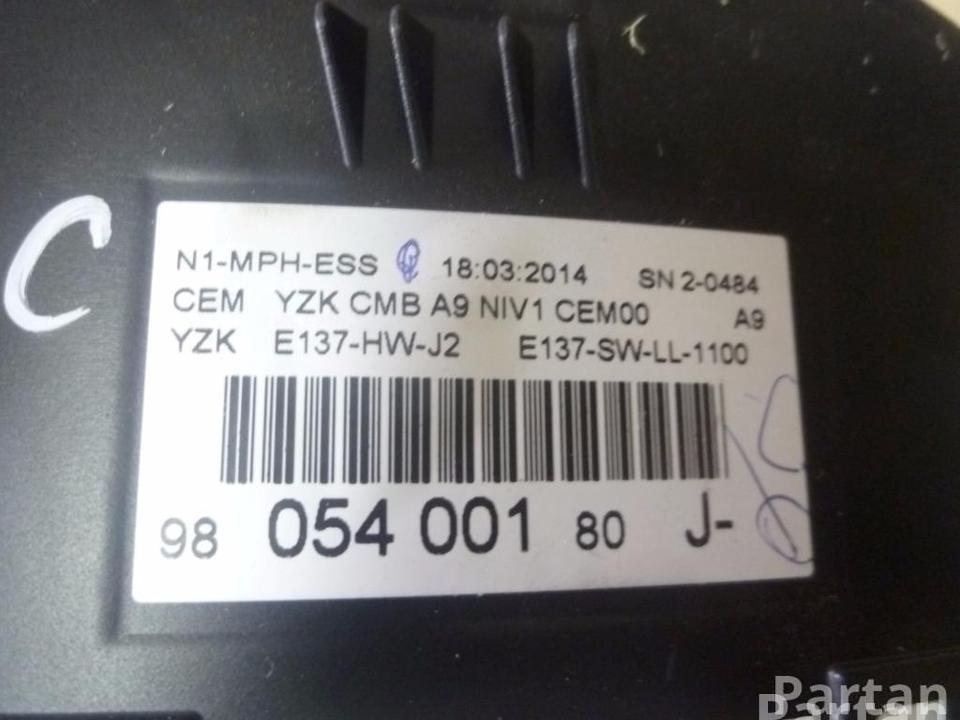 C
N1-MPH-ESS 18:03:2014 SN 2-0484
CEM YZK CMB A9 NIV1 CEM00 A9
YZK E137-HW-J2 E137-SW-LL-1100
98 054 001 80 J-
Partan
Partan